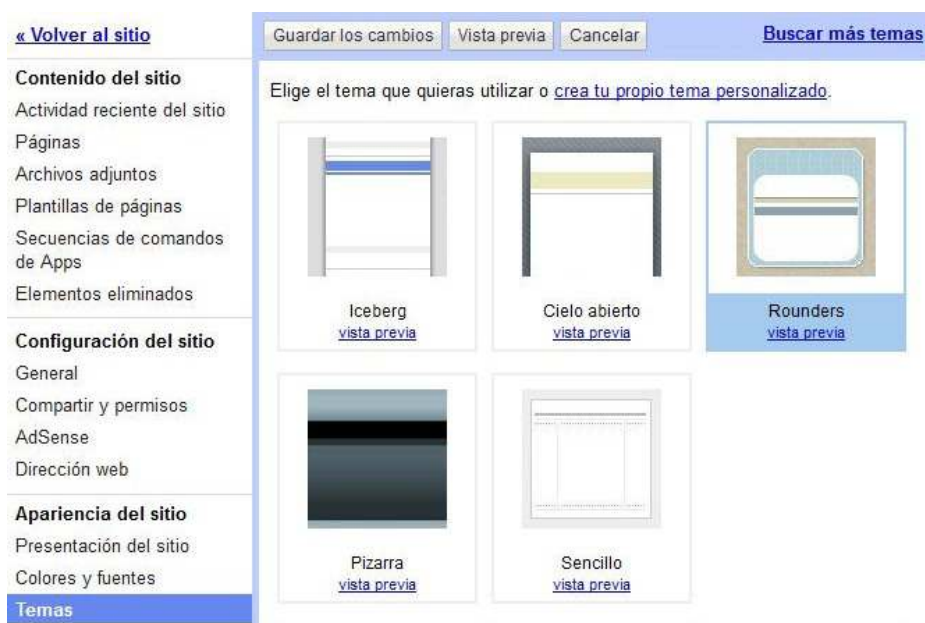 « Volver al sitio
Contenido del sitio
Actividad reciente del sitio
Páginas
Archivos adjuntos
Plantillas de páginas
Secuencias de comandos
de Apps
Elementos eliminados
Configuración del sitio
General
Compartir y permisos
AdSense
Dirección web
Apariencia del sitio
Presentación del sitio
Colores y fuentes
Temas
Guardar los cambios Vista previa Cancelar Buscar más temas
Elige el tema que quieras utilizar o crea tu propio tema personalizado.
Iceberg
vista previa
Cielo abierto
vista previa
Rounders
vista previa
Pizarra
vista previa
Sencillo
vista previa